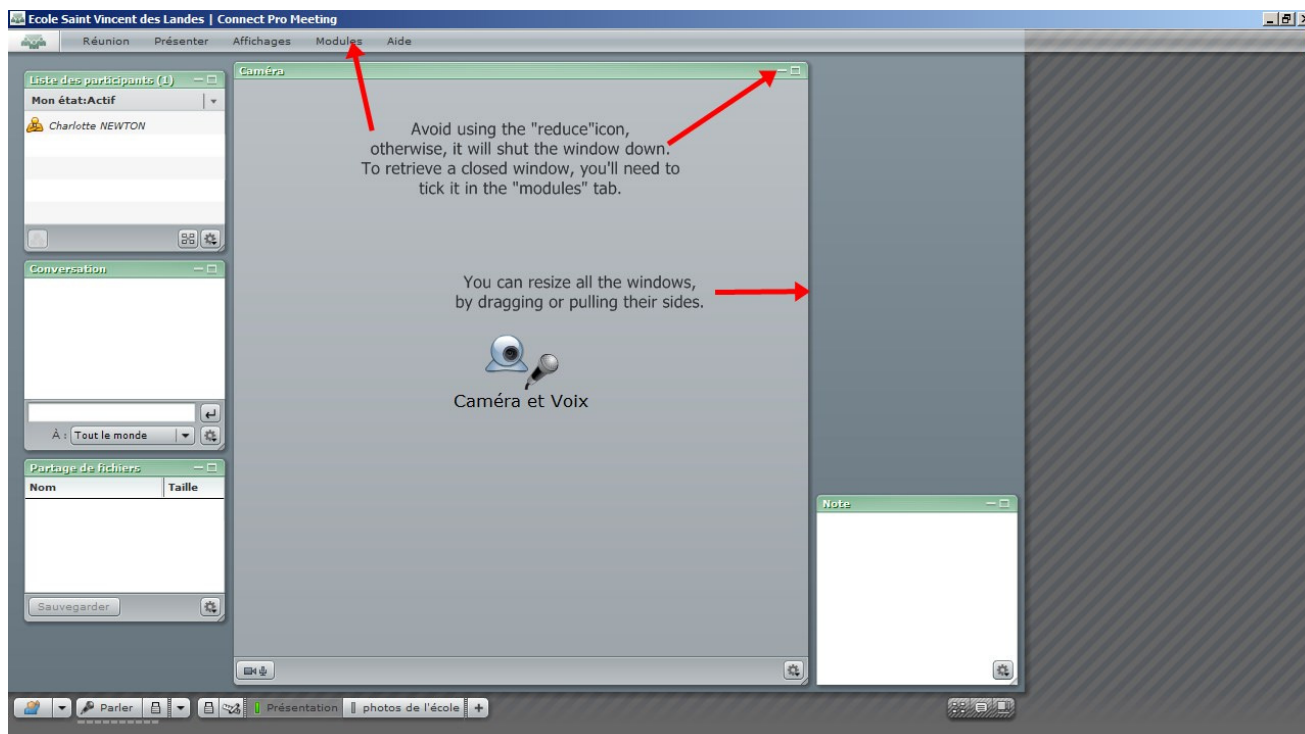 Ecole Saint Vincent des Landes | Connect Pro Meeting
Réunion Présenter Affichages Modules Aide
Liste des participants (1)
Mon état:Actif
Charlotte NEWTON
Conversation
À : Tout le monde
Partage de fichiers
Nom Taille
Sauvegarder
Caméra
Avoid using the "reduce"icon,
otherwise, it will shut the window down.
To retrieve a closed window, you'll need to
tick it in the "modules" tab.
You can resize all the windows,
by dragging or pulling their sides.
Caméra et Voix
Note
Parler
Présentation
photos de l'école